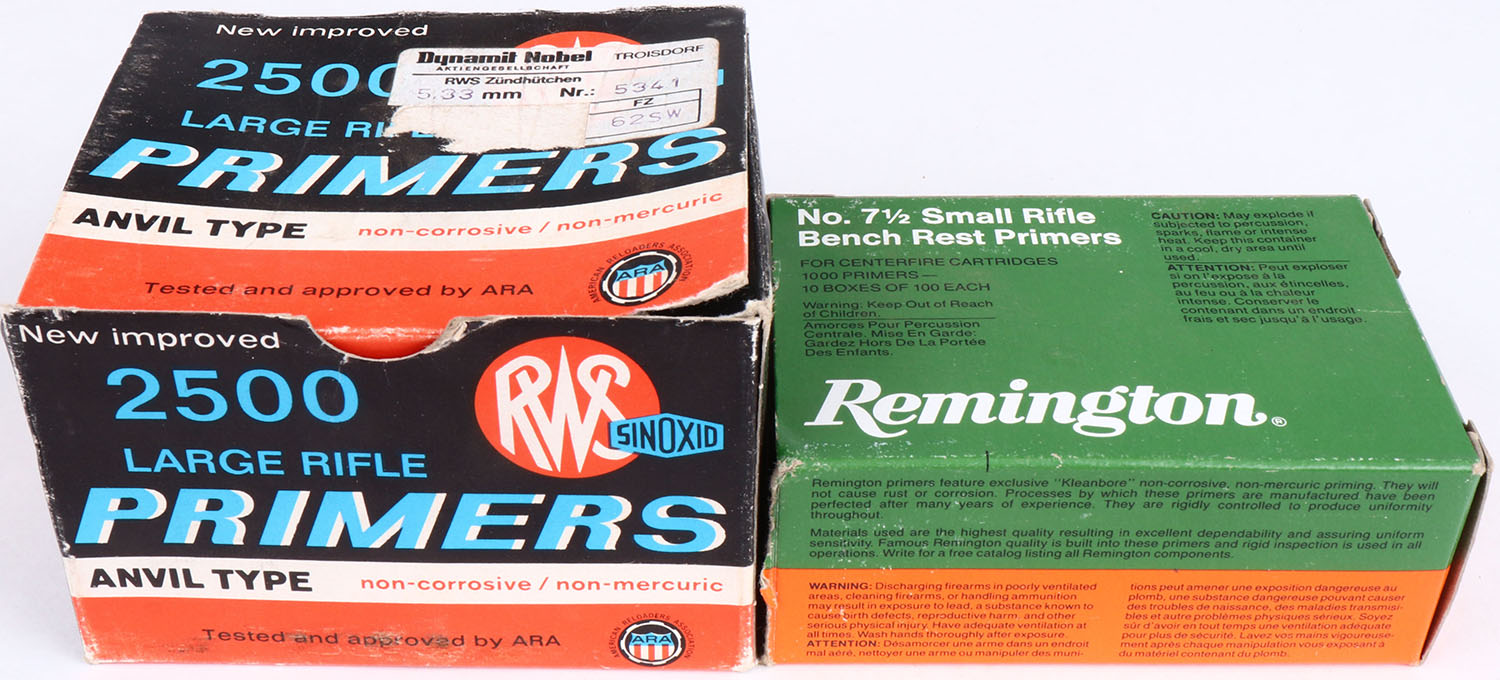 New improved
2500
LARGE
PRIMERS
ANVIL TYPE non-corrosive / non-mercuric
Tested and approved by ARA
AMERICAN RELOADERS ASSOCIATION
ARA
Dynamit Nobel TROISDORF
AKTIENGESELLSCHAFT
RWS Zündhütchen
5.33 mm Nr.: 5341
FZ
62SW
New improved
2500
LARGE RIFLE
PRIMERS
RWS
SINOXID
ANVIL TYPE non-corrosive / non-mercuric
Tested and approved by ARA
AMERICAN RELOADERS ASSOCIATION
ARA
No. 7½ Small Rifle
Bench Rest Primers
FOR CENTERFIRE CARTRIDGES
1000 PRIMERS —
10 BOXES OF 100 EACH
Warning: Keep Out of Reach
of Children.
Amorces Pour Percussion
Centrale. Mise En Garde:
Gardez Hors De La Portée
Des Enfants.
CAUTION: May explode if
subjected to percussion,
sparks, flame or intense
heat. Keep this container
in a cool, dry area until
used.
ATTENTION: Peut exploser
si on l'expose à la
percussion, aux étincelles,
au feu ou à la chaleur
intense. Conserver le
contenant dans un endroit
frais et sec jusqu'à l'usage.
Remington®
Remington primers feature exclusive "Kleanbore" non-corrosive, non-mercuric priming. They will
not cause rust or corrosion. Processes by which these primers are manufactured have been
perfected after many years of experience. They are rigidly controlled to produce uniformity
throughout.
Materials used are the highest quality resulting in excellent dependability and assuring uniform
sensitivity. Famous Remington quality is built into these primers and rigid inspection is used in all
operations. Write for a free catalog listing all Remington components.
WARNING: Discharging firearms in poorly ventilated
areas, cleaning firearms, or handling ammunition
may result in exposure to lead, a substance known to
cause birth defects, reproductive harm, and other
serious physical injury. Have adequate ventilation at
all times. Wash hands thoroughly after exposure.
ATTENTION: Désamorcer une arme dans un endroit
mal aéré, nettoyer une arme ou manipuler des muni-
tions peut amener une exposition dangereuse au
plomb, une substance dangereuse pouvant causer
des troubles de naissance, des maladies transmisi-
bles et autre problèmes physiques sérieux. Soyez
sûr d'avoir en tout temps une ventilation adéquate
pour plus de sécurité. Lavez vos mains vigoureuse-
ment après chaque manipulation vous exposant à
du matériel contenant du plomb.